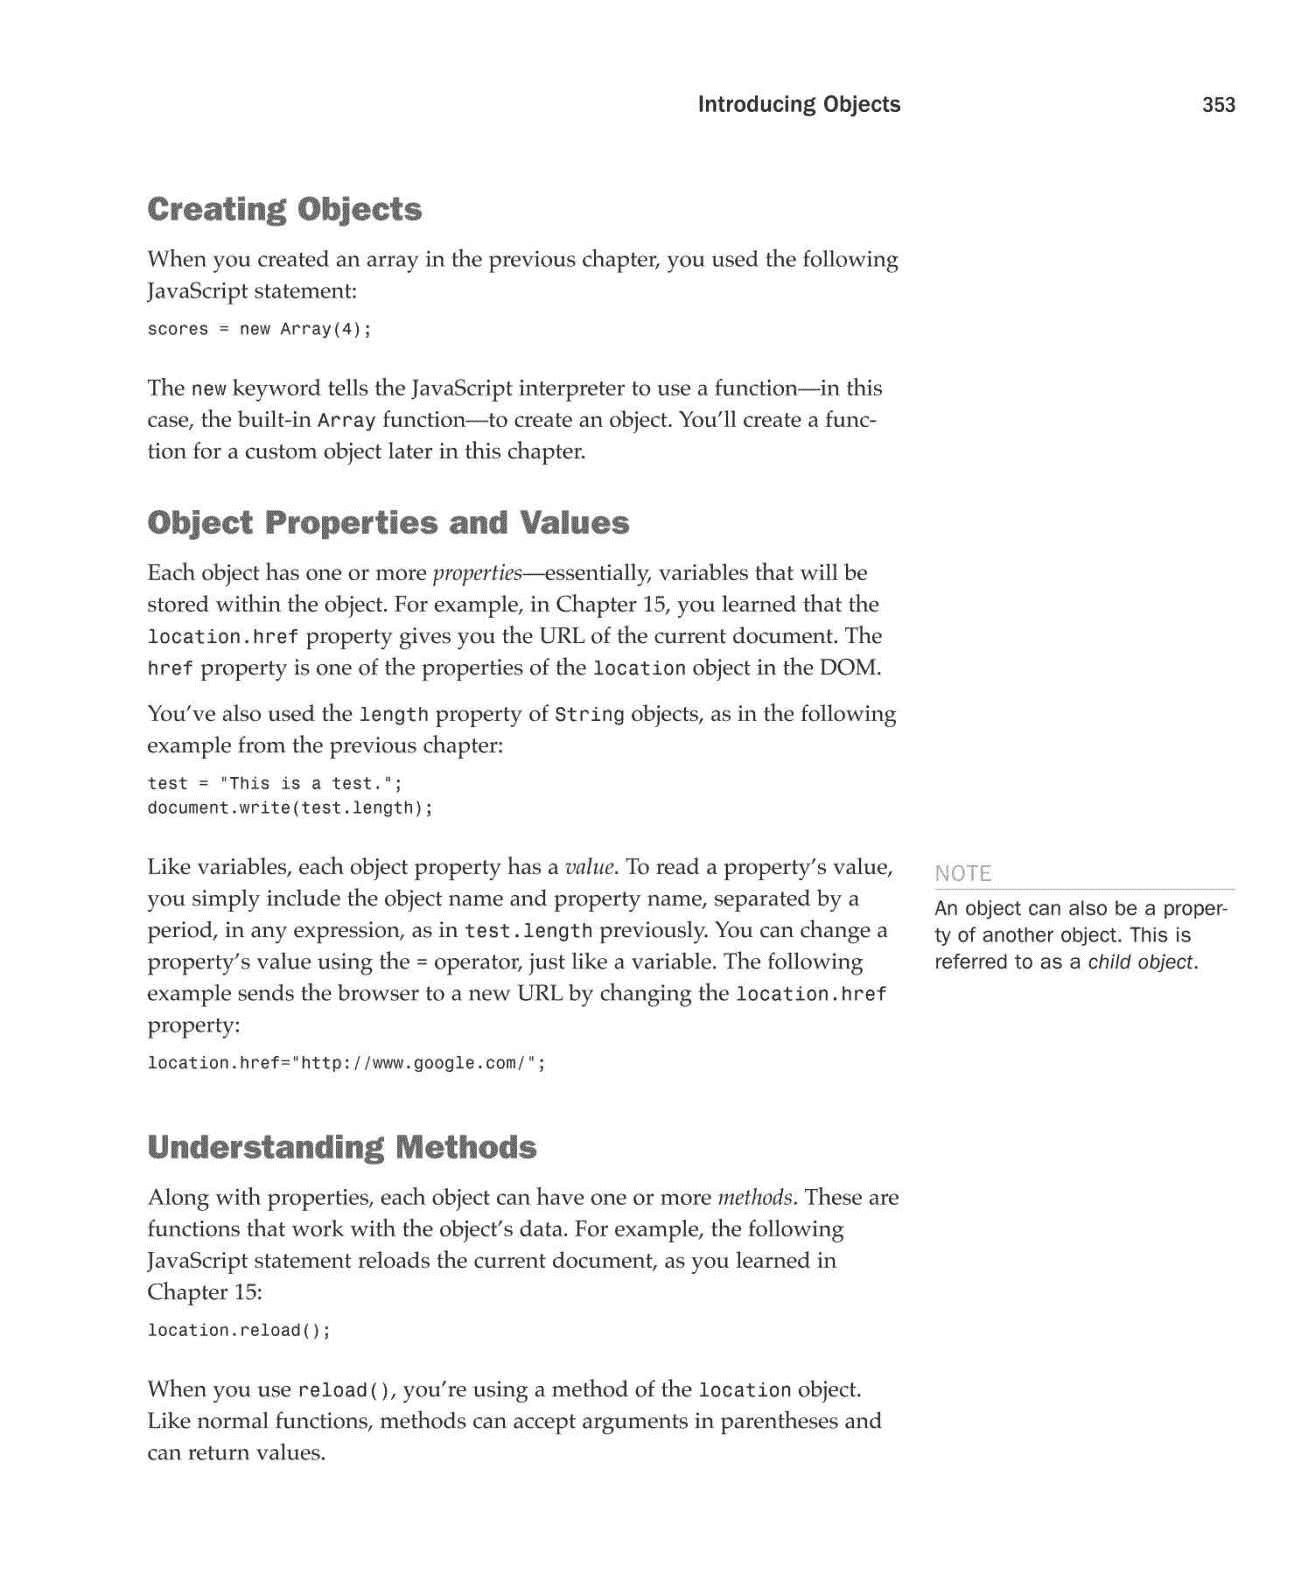 Introducing Objects 353
Creating Objects
When you created an array in the previous chapter, you used the following
JavaScript statement:
scores = new Array(4);
The new keyword tells the JavaScript interpreter to use a function—in this
case, the built-in Array function—to create an object. You'll create a func-
tion for a custom object later in this chapter.
Object Properties and Values
Each object has one or more properties—essentially, variables that will be
stored within the object. For example, in Chapter 15, you learned that the
location.href property gives you the URL of the current document. The
href property is one of the properties of the location object in the DOM.
You've also used the length property of String objects, as in the following
example from the previous chapter:
test = "This is a test.";
document.write(test.length);
Like variables, each object property has a value. To read a property's value,
you simply include the object name and property name, separated by a
period, in any expression, as in test.length previously. You can change a
property's value using the = operator, just like a variable. The following
example sends the browser to a new URL by changing the location.href
property:
location.href="http://www.google.com/";
NOTE
An object can also be a proper-
ty of another object. This is
referred to as a child object.
Understanding Methods
Along with properties, each object can have one or more methods. These are
functions that work with the object's data. For example, the following
JavaScript statement reloads the current document, as you learned in
Chapter 15:
location.reload();
When you use reload(), you're using a method of the location object.
Like normal functions, methods can accept arguments in parentheses and
can return values.